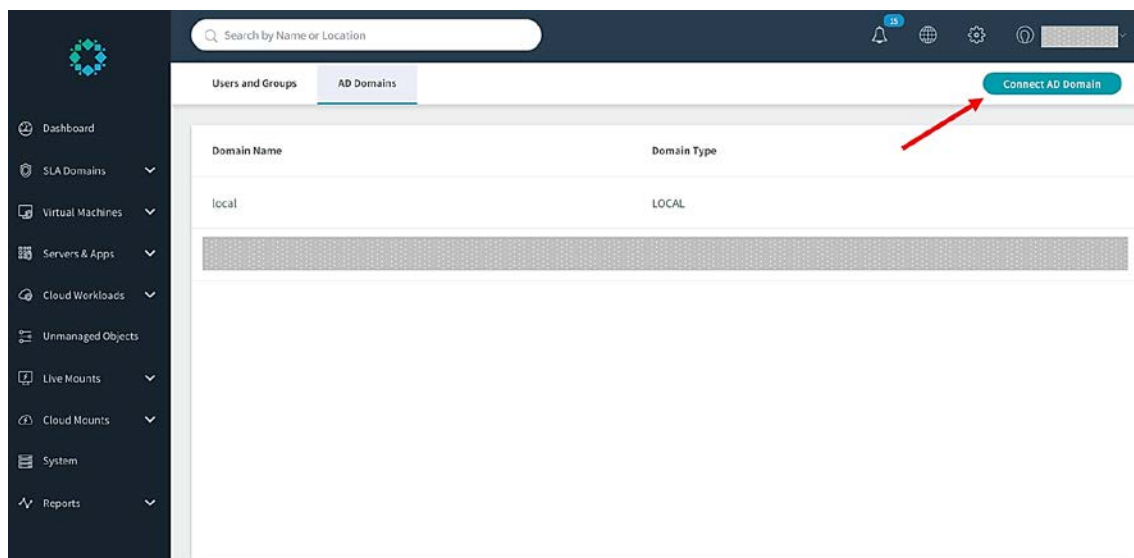 Search by Name or Location
15
Users and Groups
AD Domains
Connect AD Domain
Dashboard
SLA Domains
Virtual Machines
Servers & Apps
Cloud Workloads
Unmanaged Objects
Live Mounts
Cloud Mounts
System
Reports
Domain Name
Domain Type
local
LOCAL